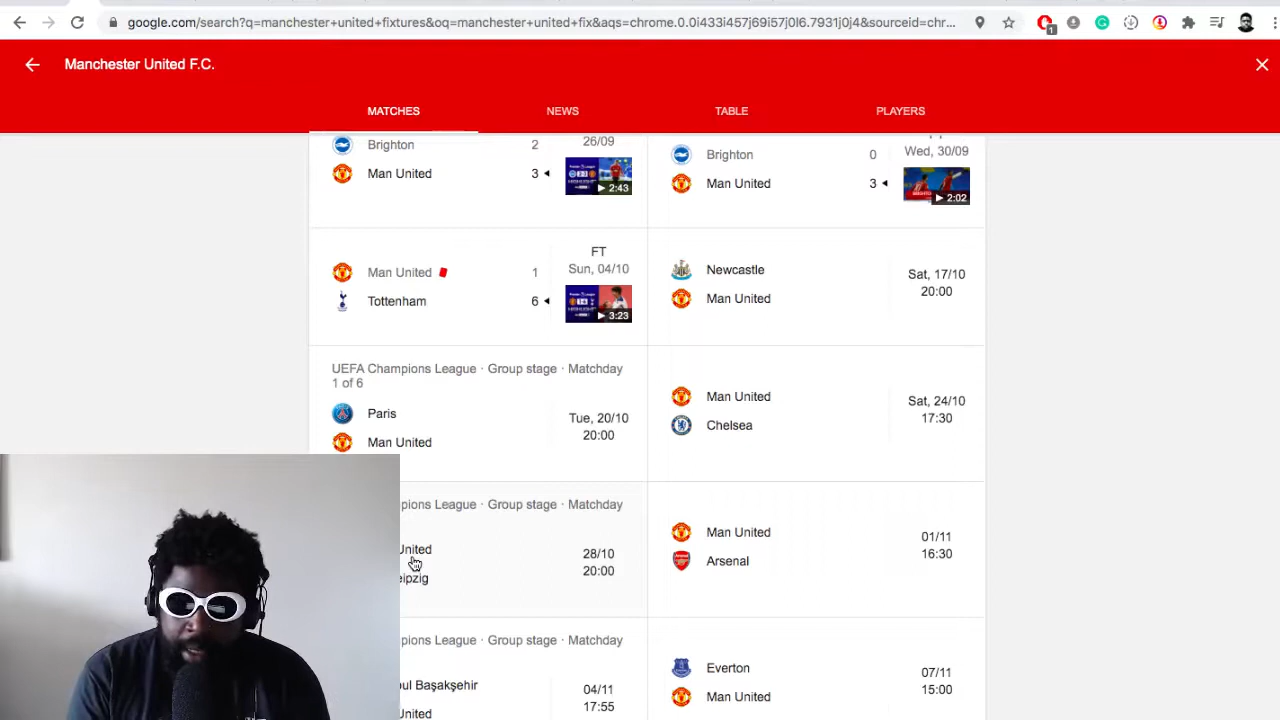 google.com/search?q=manchester+united+fixtures&oq=manchester+united+fix&aqs=chrome.0.0i433i457j69i57j0l6.7931j0j4&sourceid=chr...
1
Manchester United F.C.
MATCHES
NEWS
TABLE
PLAYERS
Brighton 2
26/09
Man United 3
2:43
Brighton 0
Wed, 30/09
Man United 3
2:02
FT
Man United 1
Sun, 04/10
Tottenham 6
3:23
Newcastle
Sat, 17/10
Man United
20:00
UEFA Champions League · Group stage · Matchday
1 of 6
Paris
Tue, 20/10
Man United
20:00
Man United
Sat, 24/10
Chelsea
17:30
pions League · Group stage · Matchday
United
28/10
eipzig
20:00
Man United
01/11
Arsenal
16:30
pions League · Group stage · Matchday
oul Başakşehir
04/11
United
17:55
Everton
07/11
Man United
15:00